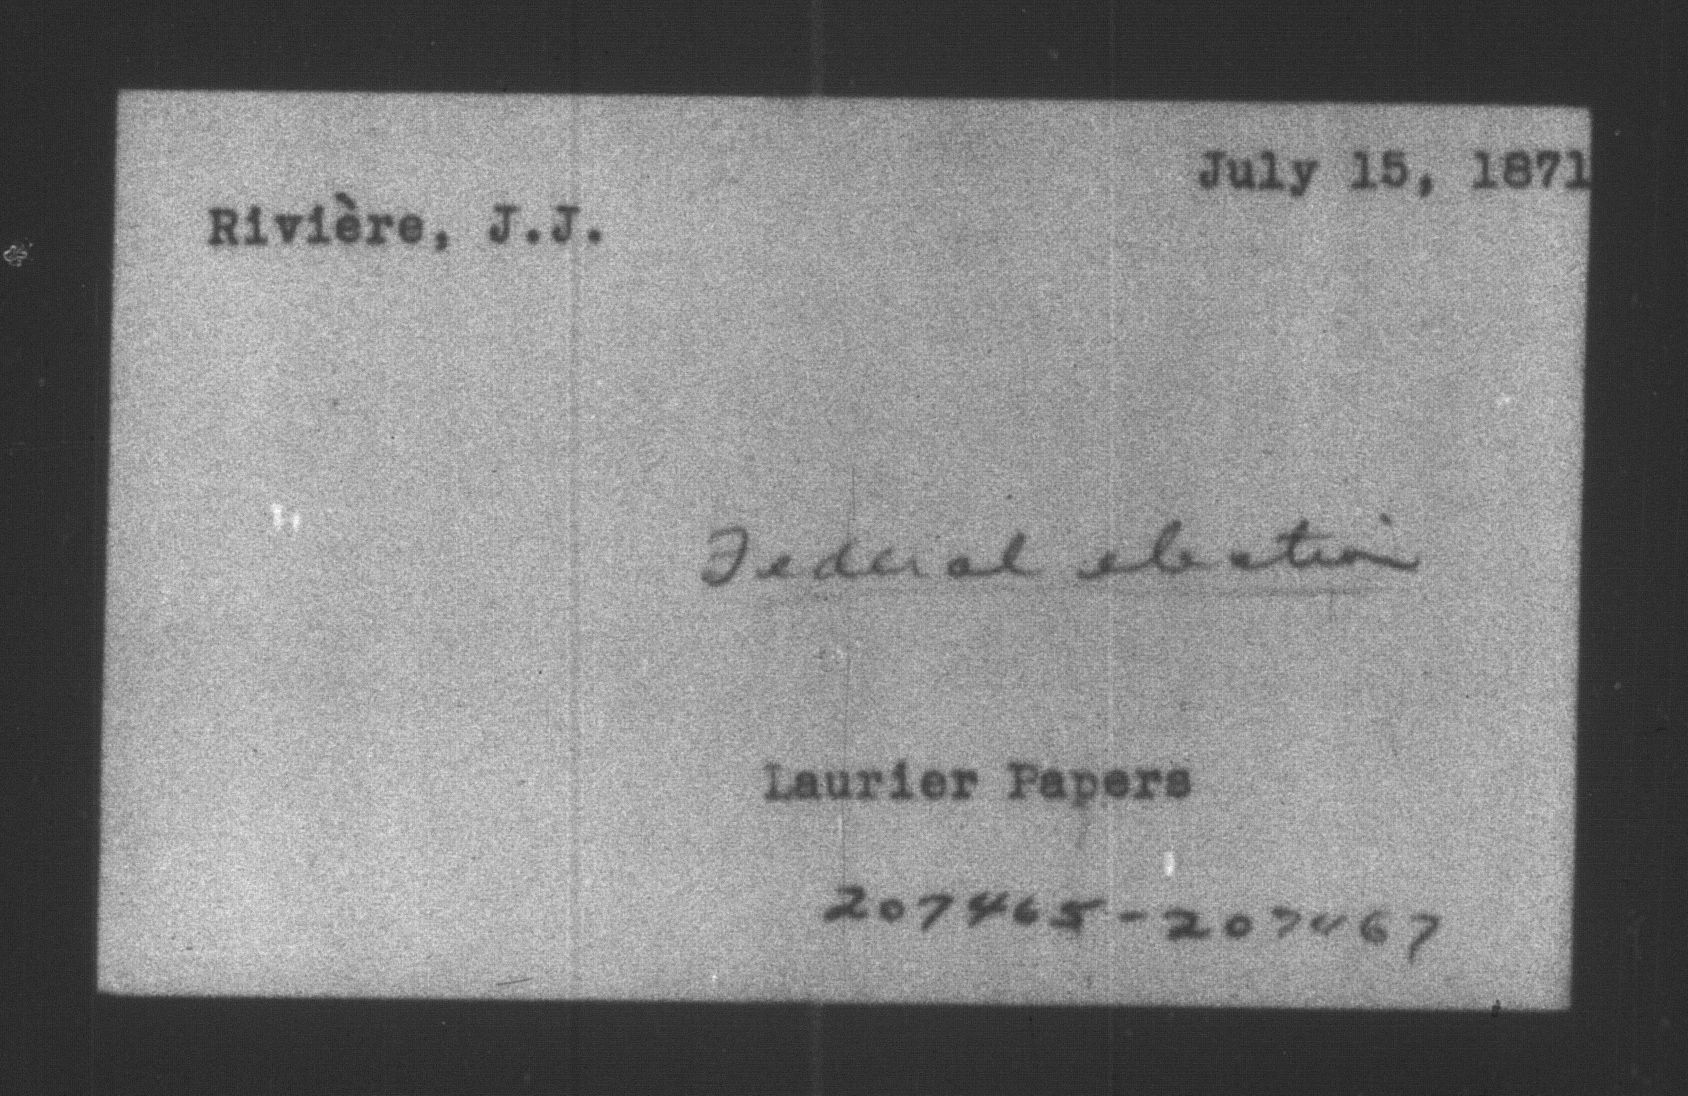 July 15, 1871
Rivière, J.J.
Federal election
Laurier Papers
207465-207467